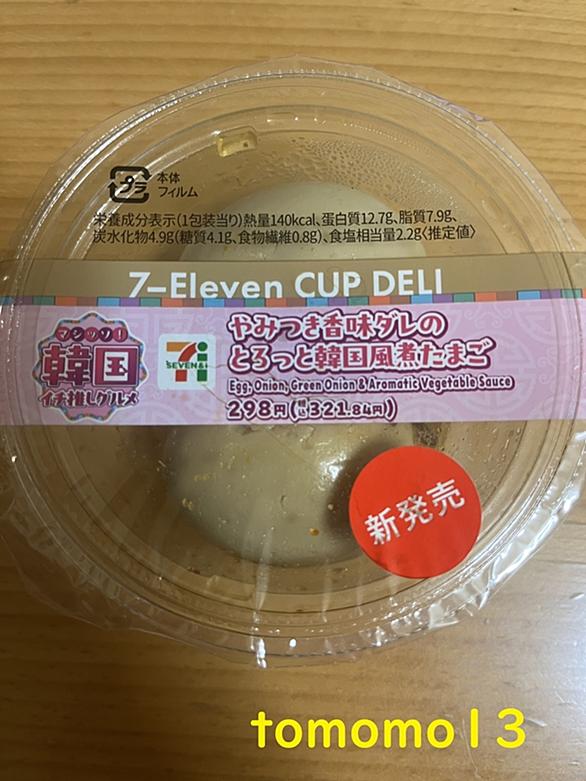 プラ
本体
フィルム
栄養成分表示(1包装当り)熱量140kcal、蛋白質12.7g、脂質7.9g、
炭水化物4.9g(糖質4.1g、食物繊維0.8g)、食塩相当量2.2g〈推定値〉
7-Eleven CUP DELI
マシッソ!
韓国
イチ推しグルメ
7i
SEVEN&i
やみつき香味ダレの
とろっと韓国風煮たまご
Egg, Onion, Green Onion & Aromatic Vegetable Sauce
298円(税込321.84円)
新発売
tomomo13